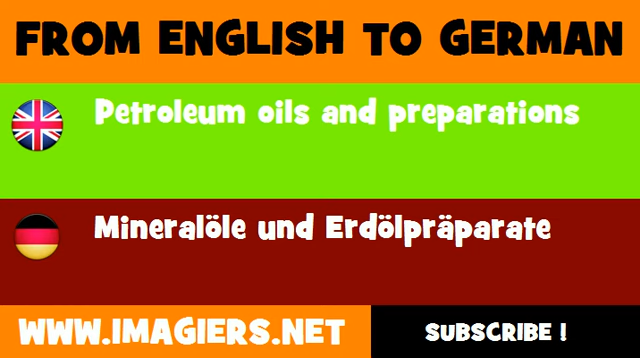 FROM ENGLISH TO GERMAN
Petroleum oils and preparations
Mineralöle und Erdölpräparate
WWW.IMAGIERS.NET
SUBSCRIBE !